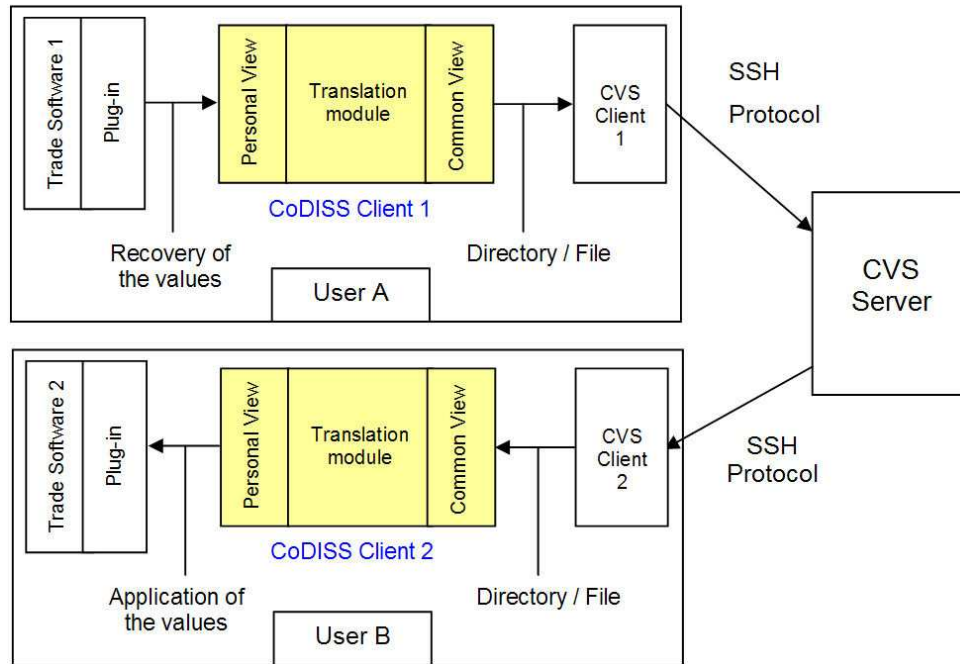 Trade Software 1
Plug-in
Personal View
Translation
module
Common View
CVS
Client
1
SSH
Protocol
CoDISS Client 1
Recovery of
the values
Directory / File
User A
CVS
Server
Trade Software 2
Plug-in
Personal View
Translation
module
Common View
CVS
Client
2
SSH
Protocol
CoDISS Client 2
Application of
the values
Directory / File
User B